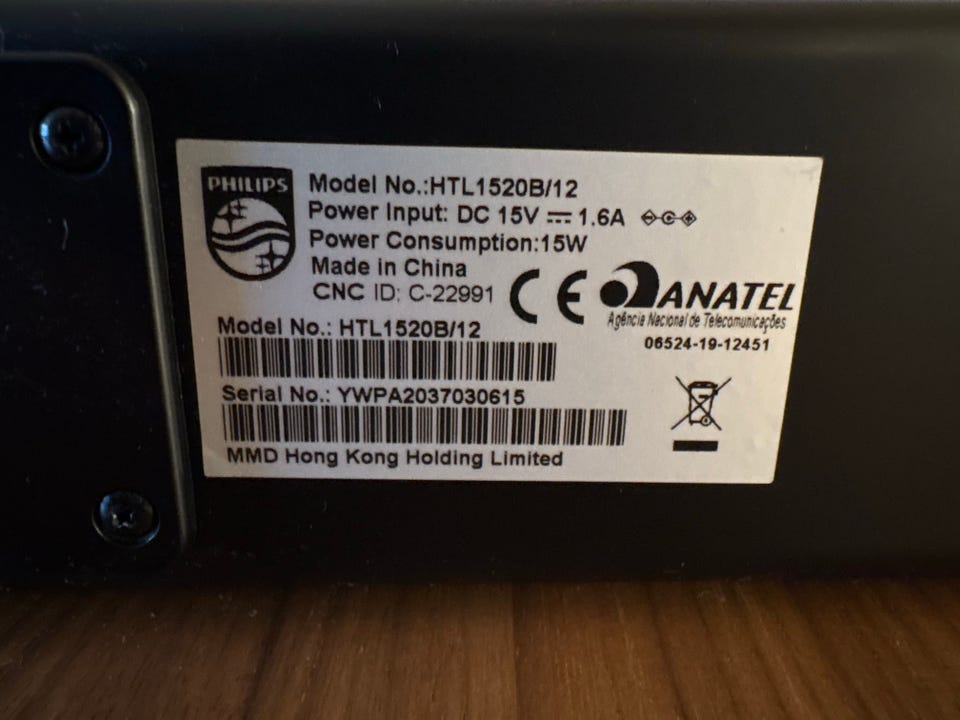 PHILIPS
Model No.:HTL1520B/12
Power Input: DC 15V 1.6A
Power Consumption:15W
Made in China
CNC ID: C-22991
CE
ANATEL
Agência Nacional de Telecomunicações
06524-19-12451
Model No.: HTL1520B/12
Serial No.: YWPA2037030615
MMD Hong Kong Holding Limited